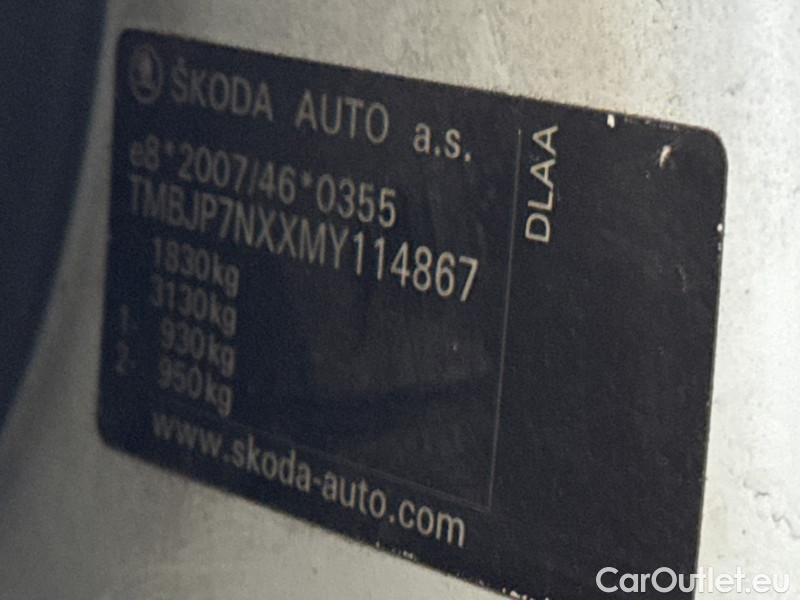 ŠKODA AUTO a.s.
e8*2007/46*0355
TMBJP7NXXMY114867
1830kg
3130kg
1- 930kg
2- 950kg
www.skoda-auto.com
DLAA
CarOutlet.eu